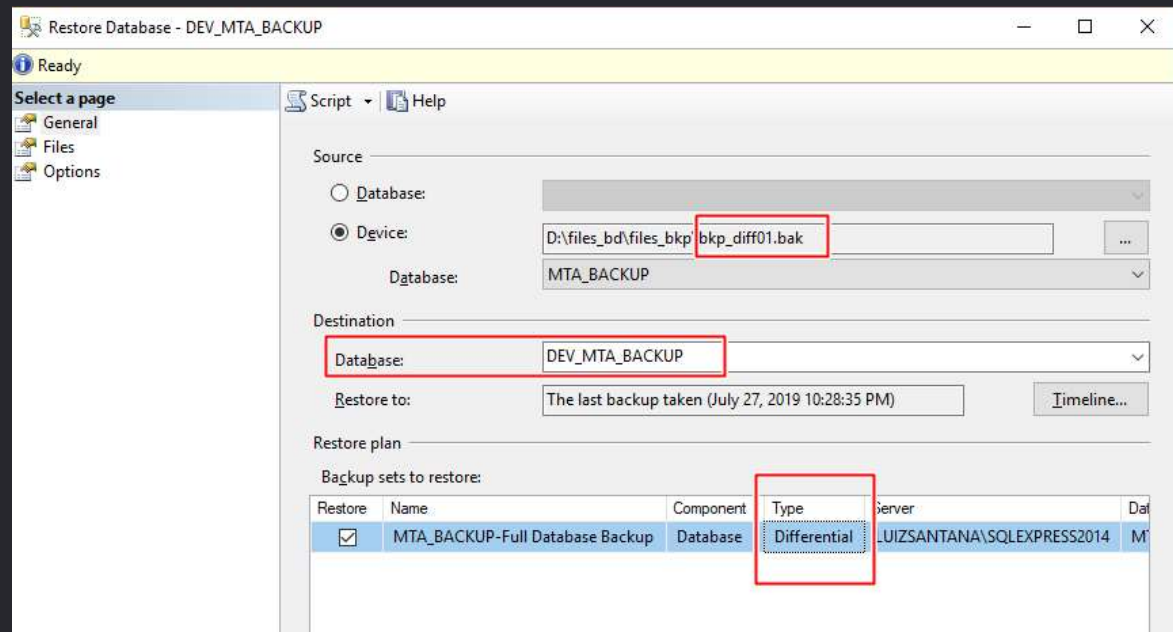 Restore Database - DEV_MTA_BACKUP
Ready
Select a page
General
Files
Options
Script
Help
Source
Database:
Device:
D:\files_bd\files_bkp\bkp_diff01.bak
...
Database:
MTA_BACKUP
Destination
Database:
DEV_MTA_BACKUP
Restore to:
The last backup taken (July 27, 2019 10:28:35 PM)
Timeline...
Restore plan
Backup sets to restore:
Restore Name Component Type Server Dat
MTA_BACKUP-Full Database Backup Database Differential LUIZSANTANA\SQLEXPRESS2014 MT